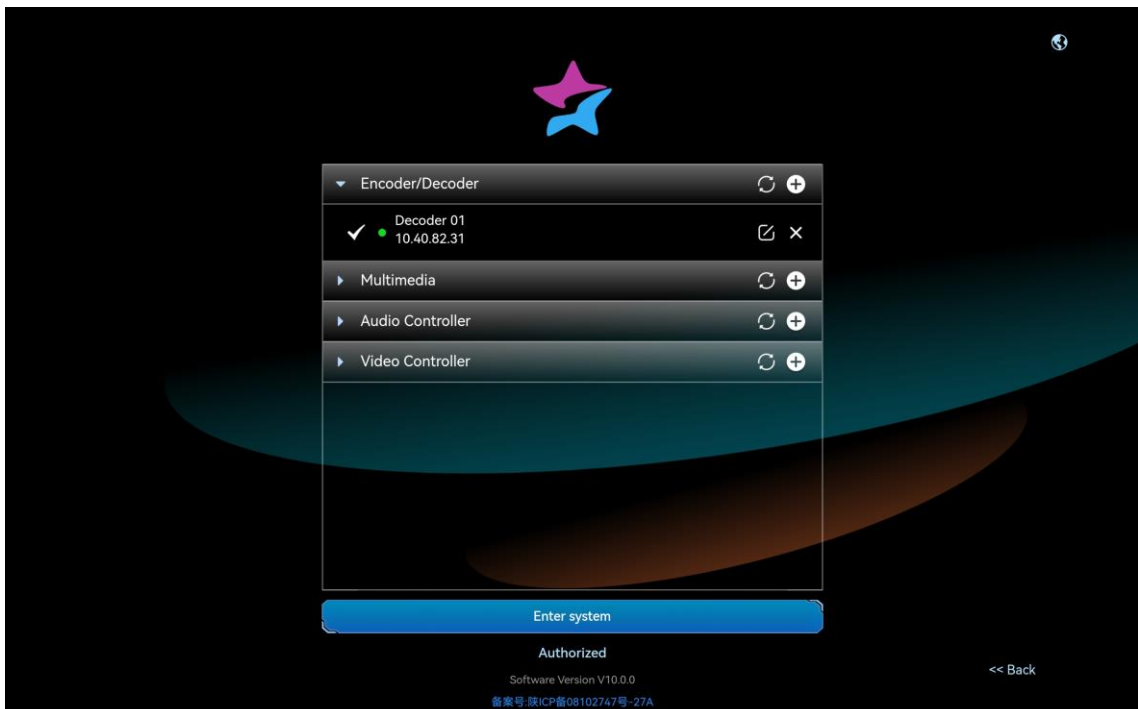 Encoder/Decoder
Decoder 01
10.40.82.31
Multimedia
Audio Controller
Video Controller
Enter system
Authorized
<< Back
Software Version V10.0.0
备案号:陕ICP备08102747号-27A